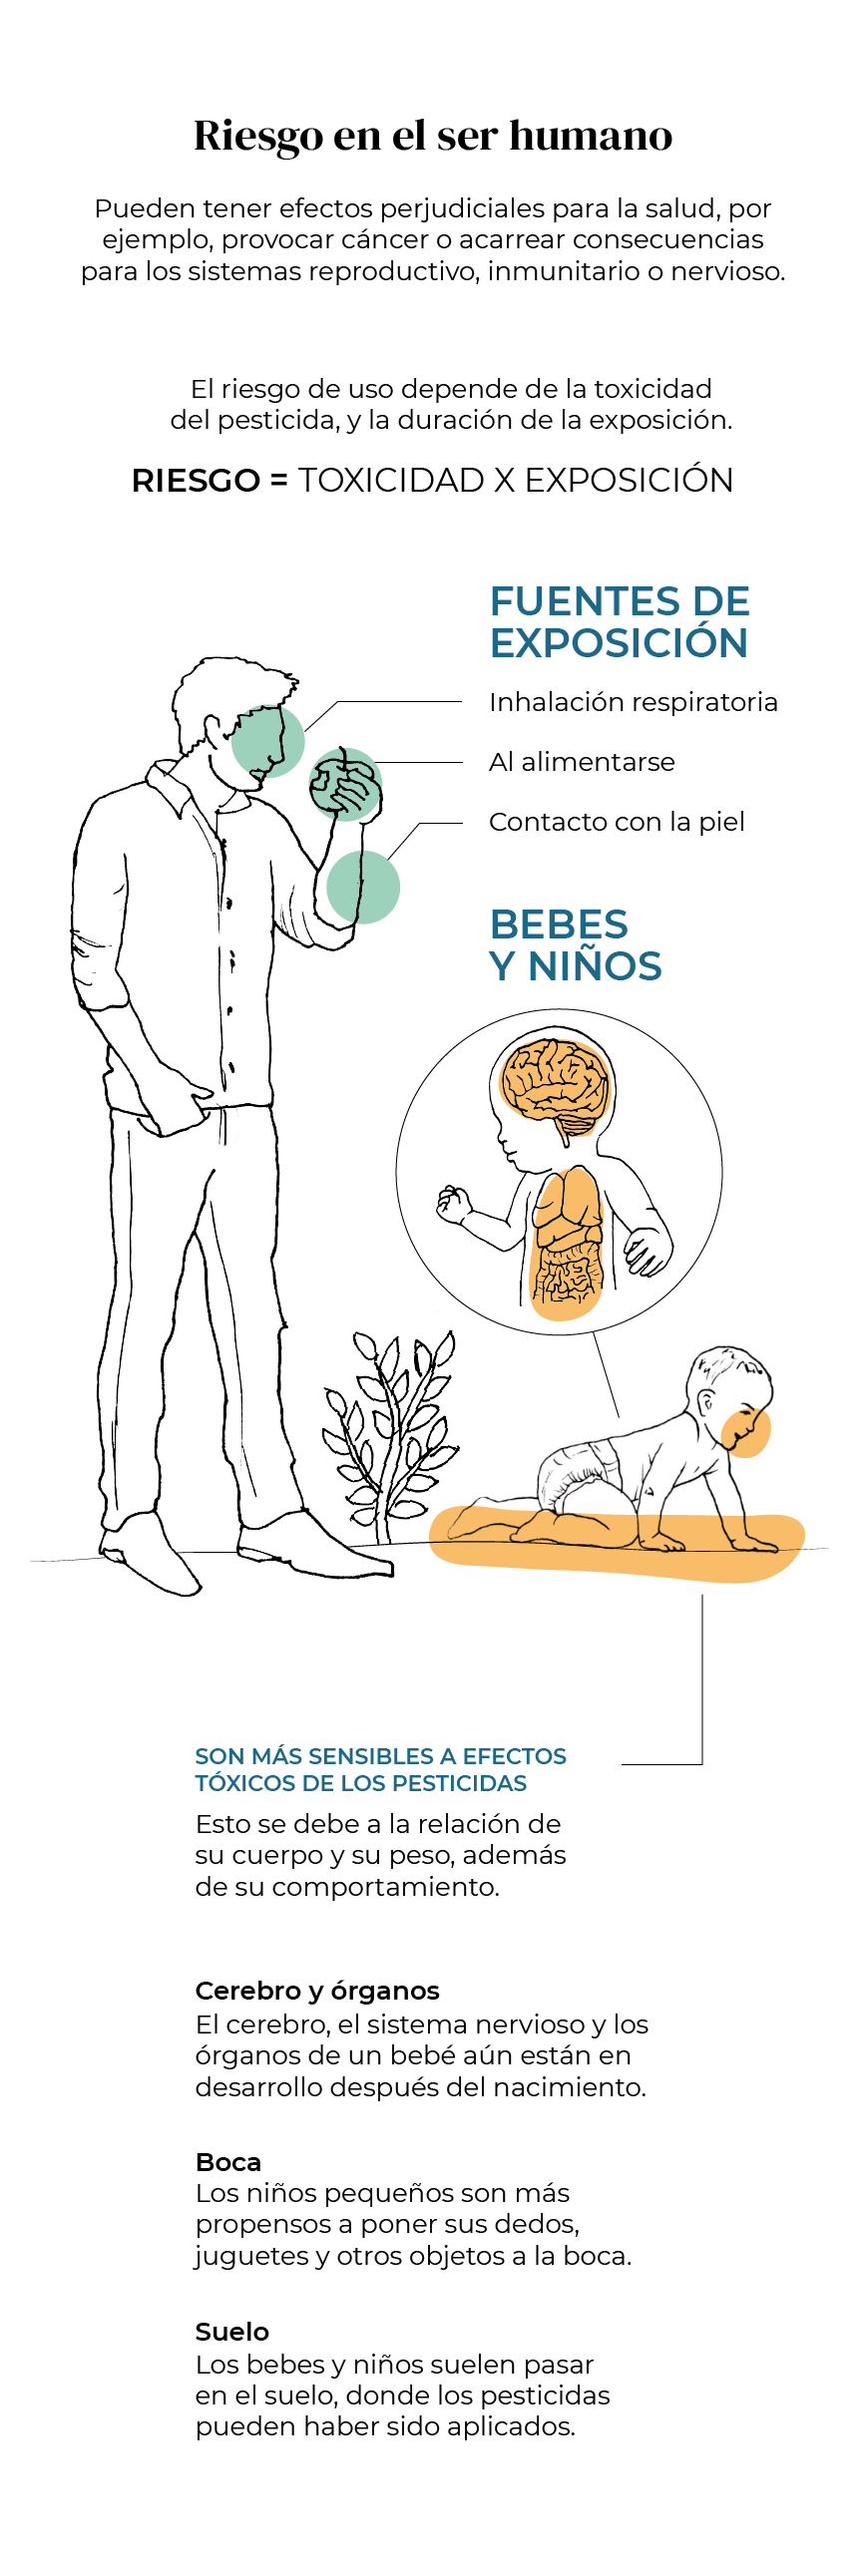 Riesgo en el ser humano
Pueden tener efectos perjudiciales para la salud, por
ejemplo, provocar cáncer o acarrear consecuencias
para los sistemas reproductivo, inmunitario o nervioso.
El riesgo de uso depende de la toxicidad
del pesticida, y la duración de la exposición.
RIESGO = TOXICIDAD X EXPOSICIÓN
FUENTES DE
EXPOSICIÓN
Inhalación respiratoria
Al alimentarse
Contacto con la piel
BEBES
Y NIÑOS
SON MÁS SENSIBLES A EFECTOS
TÓXICOS DE LOS PESTICIDAS
Esto se debe a la relación de
su cuerpo y su peso, además
de su comportamiento.
Cerebro y órganos
El cerebro, el sistema nervioso y los
órganos de un bebé aún están en
desarrollo después del nacimiento.
Boca
Los niños pequeños son más
propensos a poner sus dedos,
juguetes y otros objetos a la boca.
Suelo
Los bebes y niños suelen pasar
en el suelo, donde los pesticidas
pueden haber sido aplicados.